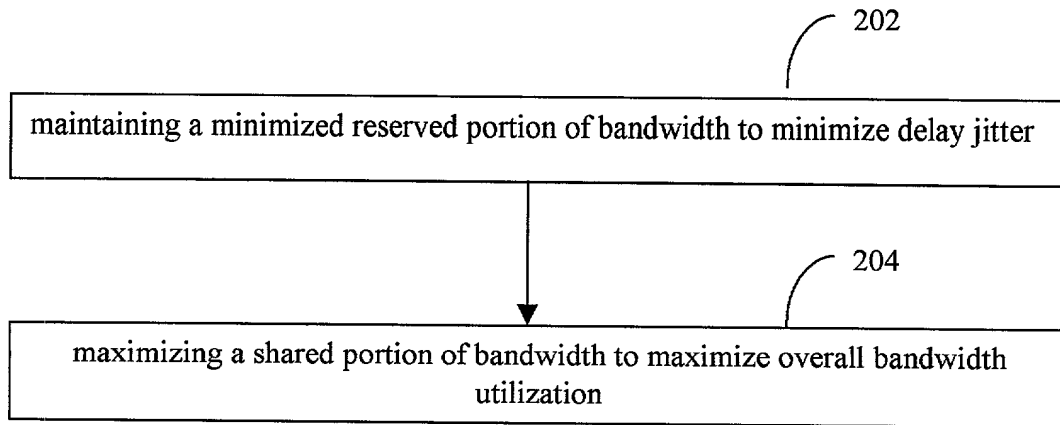 202
maintaining a minimized reserved portion of bandwidth to minimize delay jitter
204
maximizing a shared portion of bandwidth to maximize overall bandwidth
utilization